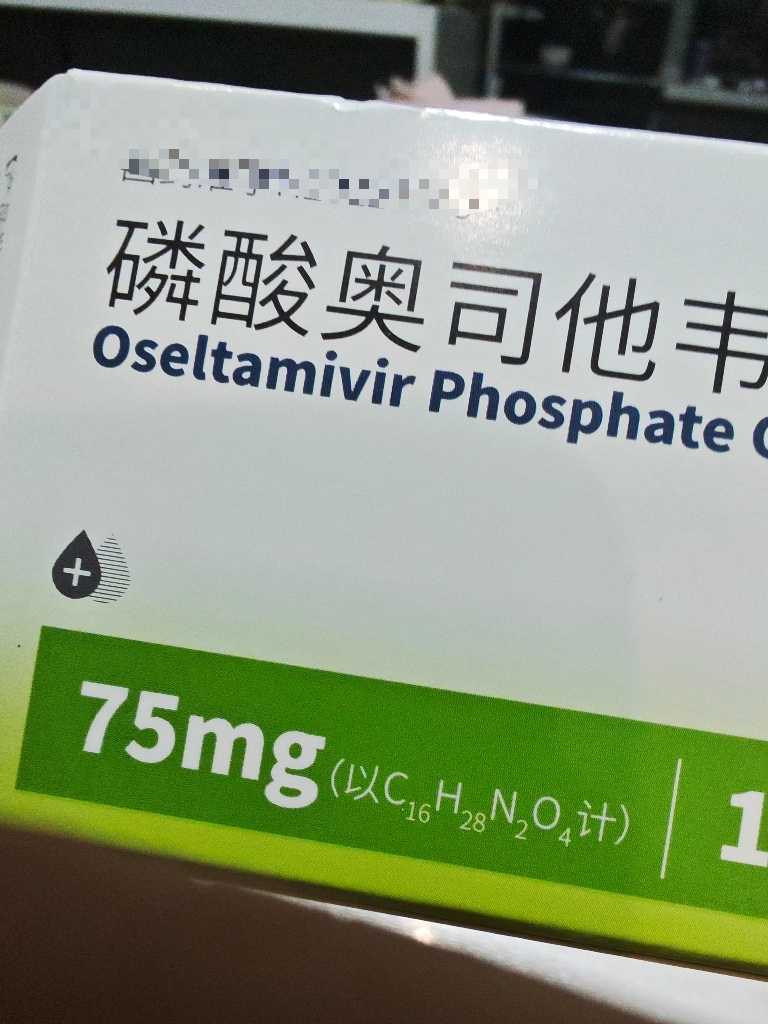 磷酸奥司他韦
Oseltamivir Phosphate
75mg (以C₁₆H₂₈N₂O₄计)
1